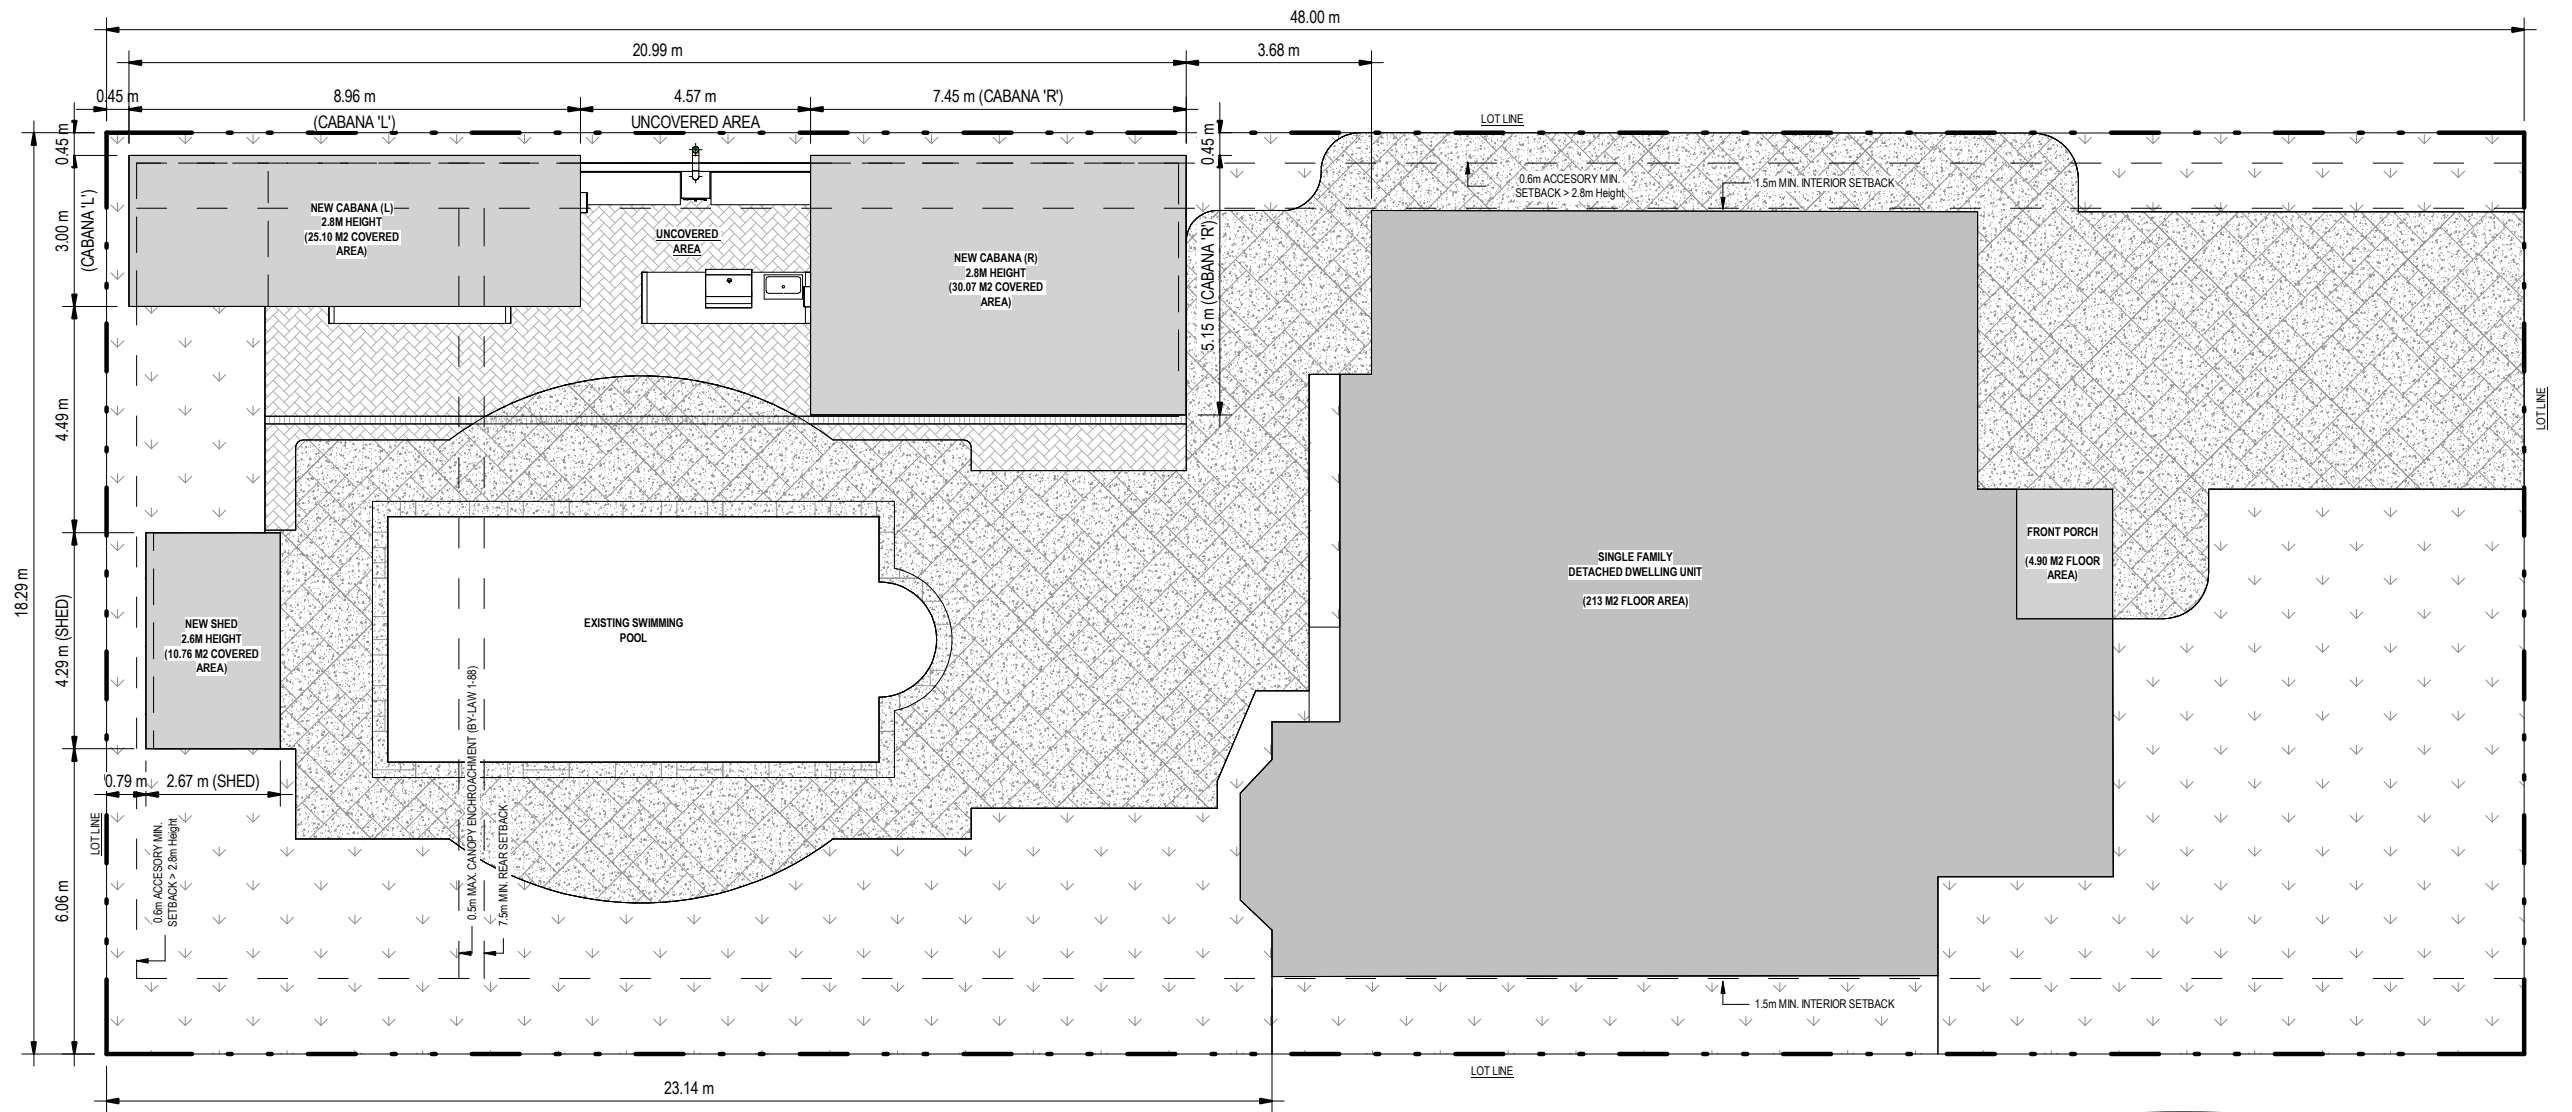 48.00 m
20.99 m
3.68 m
0.45 m
8.96 m
(CABANA 'L')
4.57 m
UNCOVERED AREA
7.45 m (CABANA 'R')
LOT LINE
0.45 m
3.00 m
(CABANA 'L')
4.49 m
18.29 m
4.29 m (SHED)
6.06 m
NEW CABANA (L)
2.8M HEIGHT
(25.10 M2 COVERED
AREA)
UNCOVERED
AREA
NEW CABANA (R)
2.8M HEIGHT
(30.07 M2 COVERED
AREA)
0.45 m
5.15 m (CABANA 'R')
0.6m ACCESORY MIN.
SETBACK > 2.8m Height
1.5m MIN. INTERIOR SETBACK
LOT LINE
FRONT PORCH
(4.90 M2 FLOOR
AREA)
SINGLE FAMILY
DETACHED DWELLING UNIT
(213 M2 FLOOR AREA)
EXISTING SWIMMING
POOL
NEW SHED
2.6M HEIGHT
(10.76 M2 COVERED
AREA)
0.79 m
2.67 m (SHED)
LOT LINE
0.6m ACCESORY MIN.
SETBACK > 2.8m Height
0.5m MAX. CANOPY ENCHROACHMENT (BY-LAW 1-88)
7.5m MIN. REAR SETBACK
1.5m MIN. INTERIOR SETBACK
LOT LINE
23.14 m